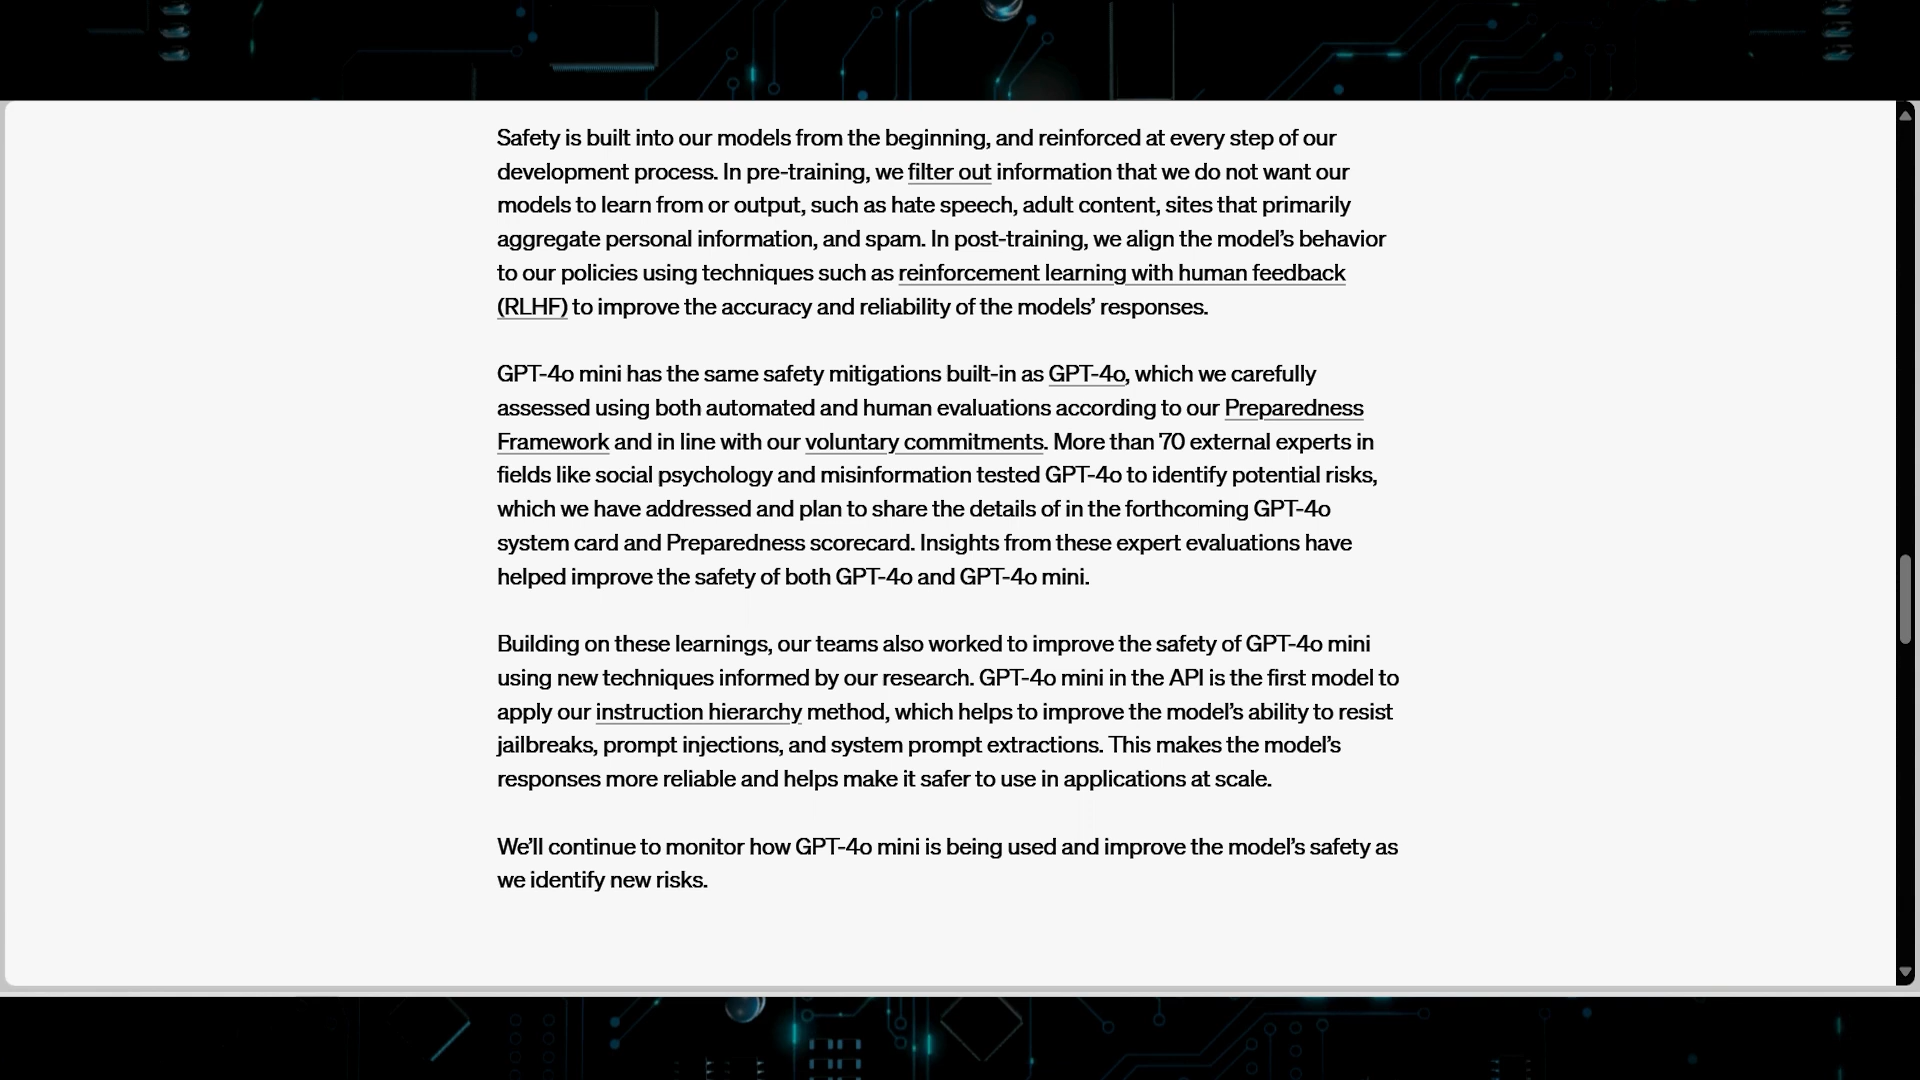 Safety is built into our models from the beginning, and reinforced at every step of our
development process. In pre-training, we filter out information that we do not want our
models to learn from or output, such as hate speech, adult content, sites that primarily
aggregate personal information, and spam. In post-training, we align the model’s behavior
to our policies using techniques such as reinforcement learning with human feedback
(RLHF) to improve the accuracy and reliability of the models’ responses.
GPT-4o mini has the same safety mitigations built-in as GPT-4o, which we carefully
assessed using both automated and human evaluations according to our Preparedness
Framework and in line with our voluntary commitments. More than 70 external experts in
fields like social psychology and misinformation tested GPT-4o to identify potential risks,
which we have addressed and plan to share the details of in the forthcoming GPT-4o
system card and Preparedness scorecard. Insights from these expert evaluations have
helped improve the safety of both GPT-4o and GPT-4o mini.
Building on these learnings, our teams also worked to improve the safety of GPT-4o mini
using new techniques informed by our research. GPT-4o mini in the API is the first model to
apply our instruction hierarchy method, which helps to improve the model’s ability to resist
jailbreaks, prompt injections, and system prompt extractions. This makes the model’s
responses more reliable and helps make it safer to use in applications at scale.
We’ll continue to monitor how GPT-4o mini is being used and improve the model’s safety as
we identify new risks.